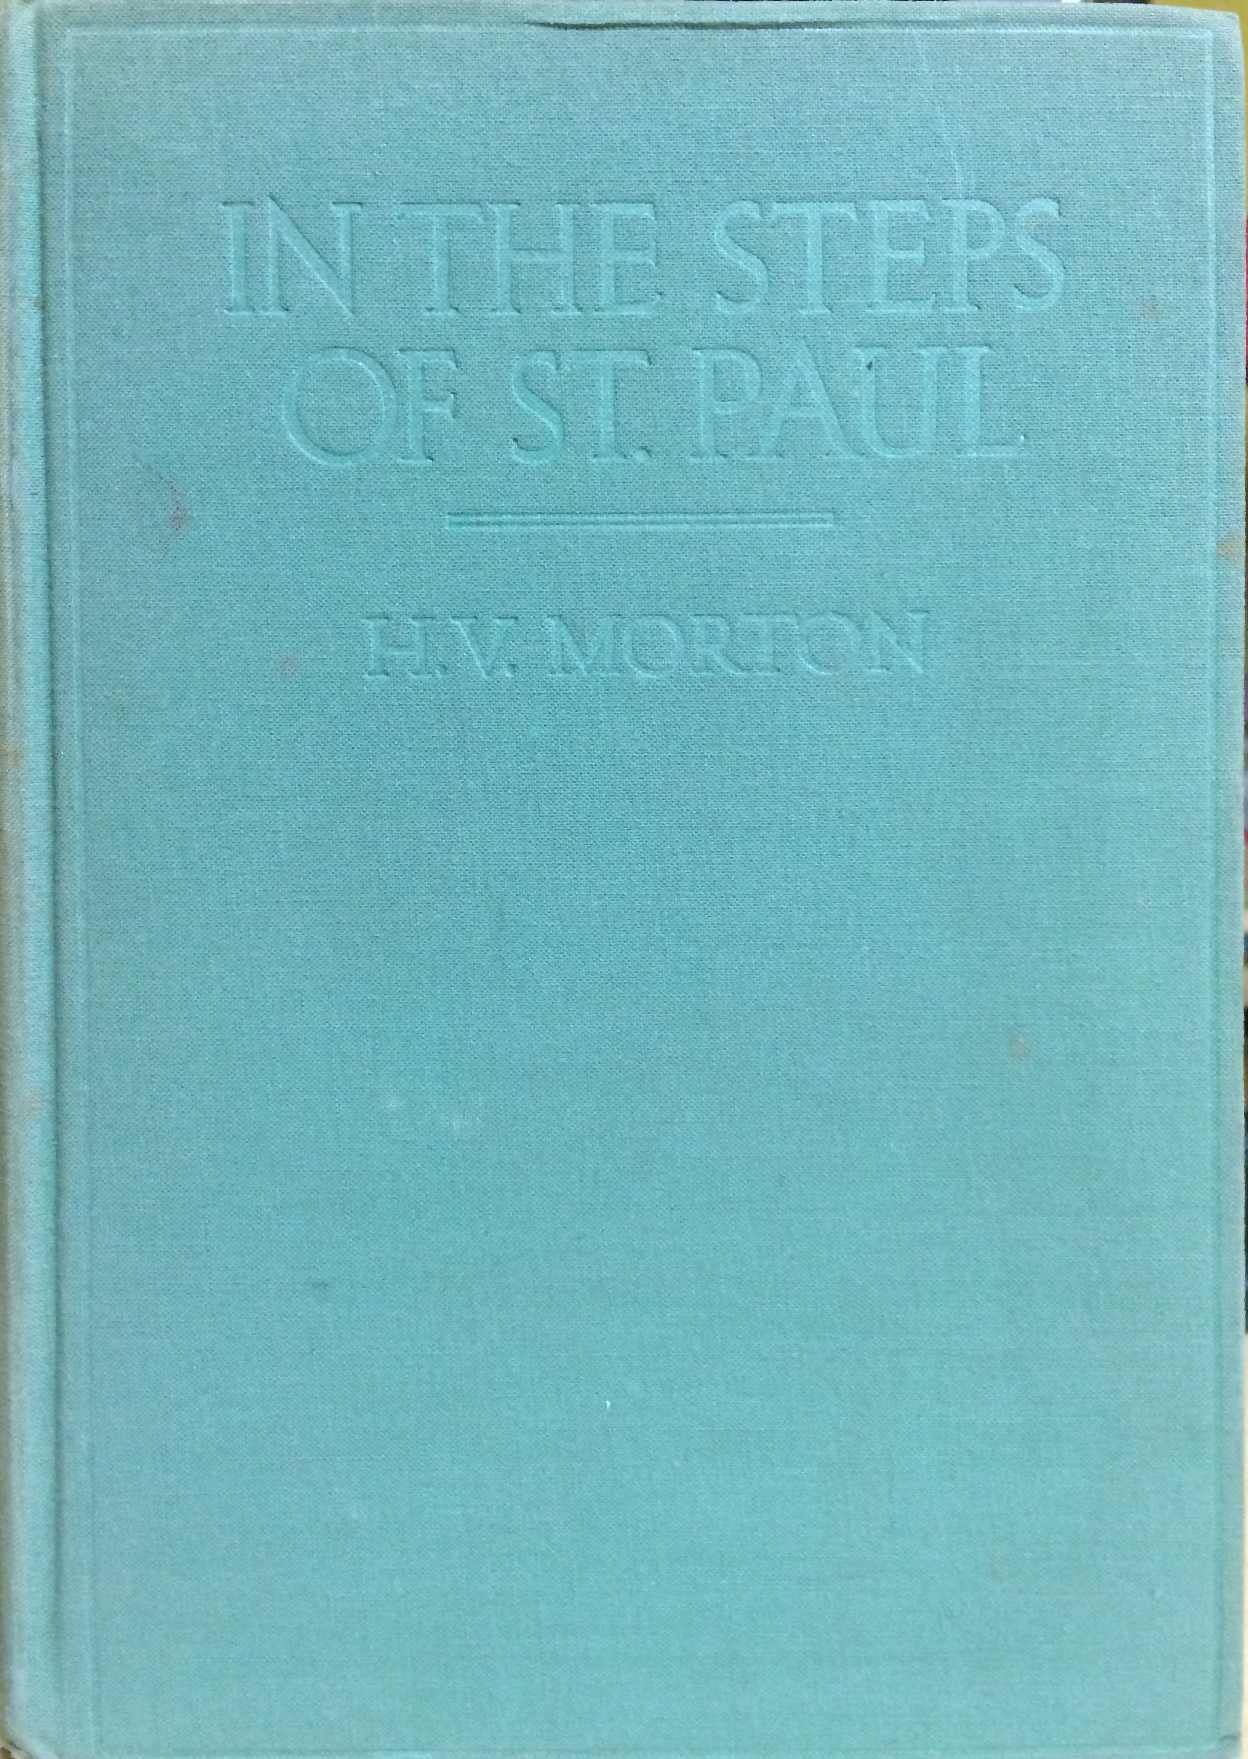 IN THE STEPS
OF ST. PAUL
H.V. MORTON